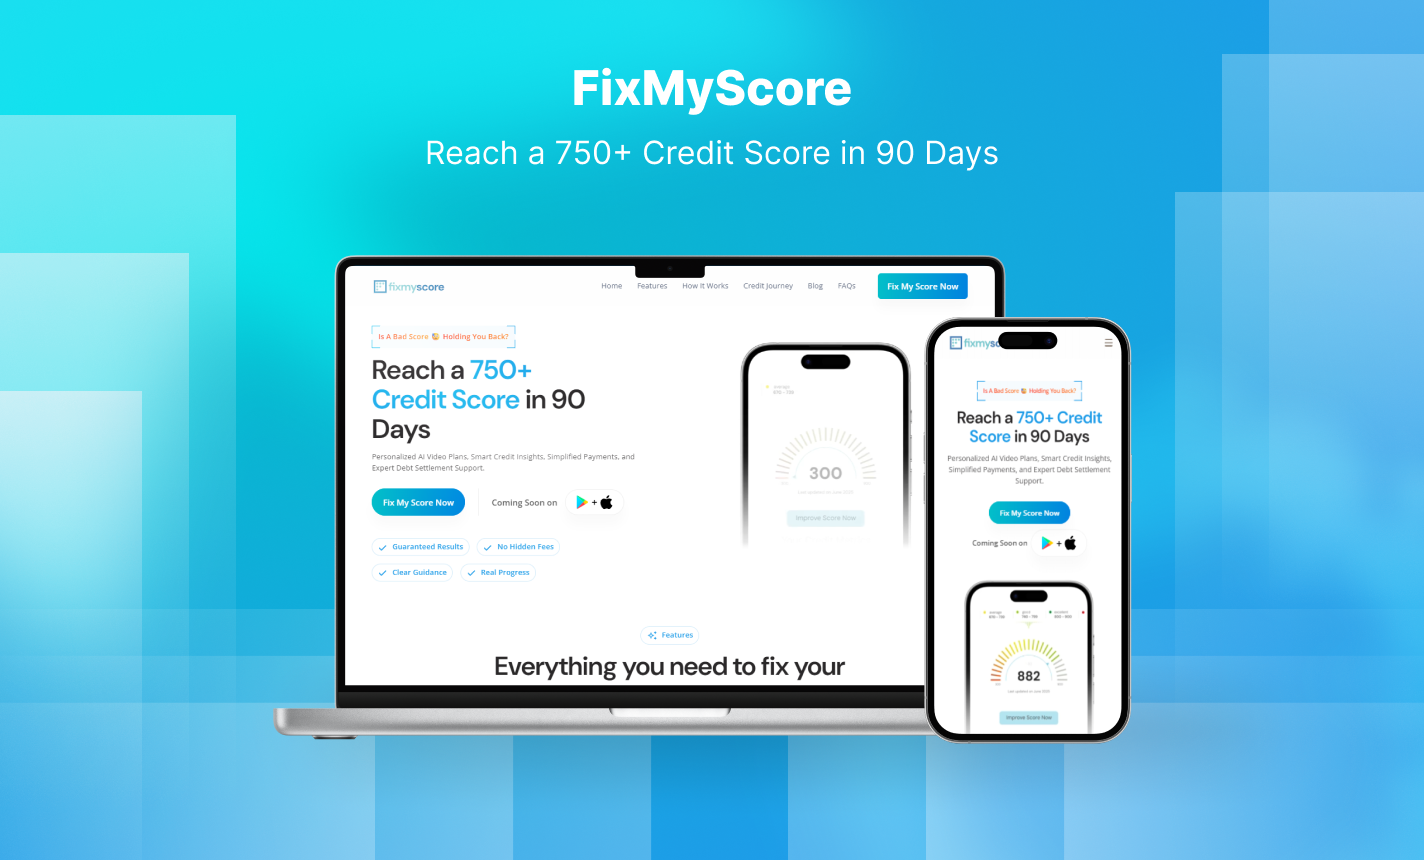 FixMyScore
Reach a 750+ Credit Score in 90 Days
fixmyscore
Home Features How It Works Credit Journey Blog FAQs Fix My Score Now
Is A Bad Score Holding You Back?
Reach a 750+
Credit Score in 90
Days
Personalized AI Video Plans, Smart Credit Insights, Simplified Payments, and
Expert Debt Settlement Support.
Fix My Score Now Coming Soon on +
Guaranteed Results No Hidden Fees
Clear Guidance Real Progress
average
300
Improve Score Now
Features
Everything you need to fix your
fixmysc
Is A Bad Score Holding You Back?
Reach a 750+ Credit
Score in 90 Days
Personalized AI Video Plans, Smart Credit Insights,
Simplified Payments, and Expert Debt Settlement
Support.
Fix My Score Now
Coming Soon on +
882
Improve Score Now